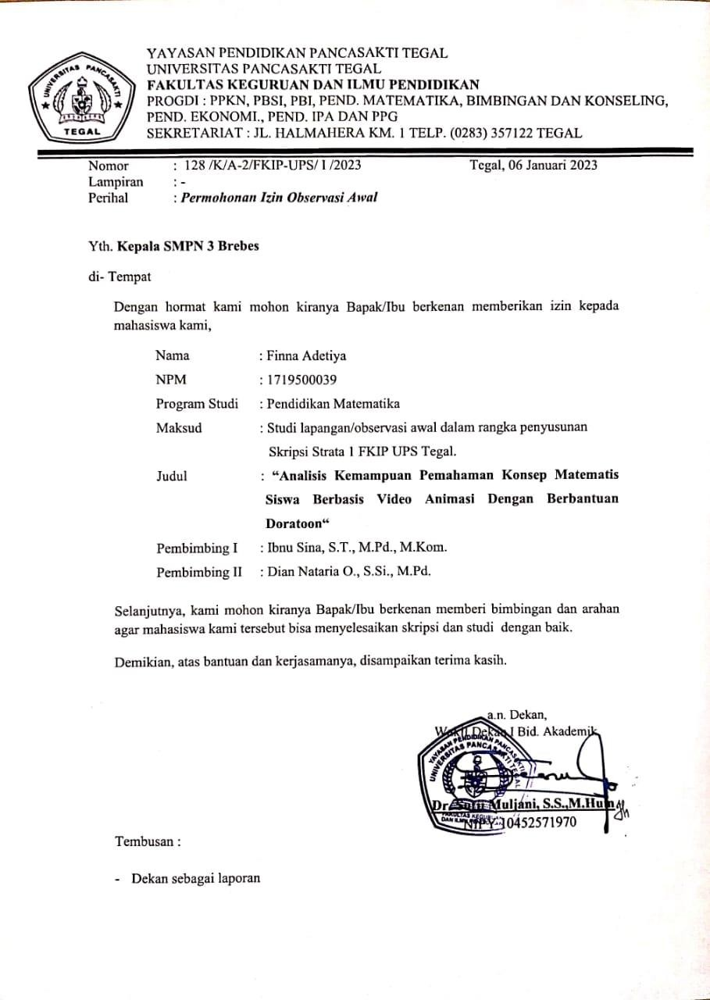 YAYASAN PENDIDIKAN PANCASAKTI TEGAL
UNIVERSITAS PANCASAKTI TEGAL
FAKULTAS KEGURUAN DAN ILMU PENDIDIKAN
PROGDI : PPKN, PBSI, PBI, PEND. MATEMATIKA, BIMBINGAN DAN KONSELING,
PEND. EKONOMI., PEND. IPA DAN PPG
SEKRETARIAT : JL. HALMAHERA KM. 1 TELP. (0283) 357122 TEGAL
UNIVERSITAS PANCASAKTI
TEGAL
Nomor : 128 /K/A-2/FKIP-UPS/ I /2023 Tegal, 06 Januari 2023
Lampiran : -
Perihal : Permohonan Izin Observasi Awal
Yth. Kepala SMPN 3 Brebes
di- Tempat
Dengan hormat kami mohon kiranya Bapak/Ibu berkenan memberikan izin kepada
mahasiswa kami,
Nama : Finna Adetiya
NPM : 1719500039
Program Studi : Pendidikan Matematika
Maksud : Studi lapangan/observasi awal dalam rangka penyusunan
Skripsi Strata 1 FKIP UPS Tegal.
Judul : “Analisis Kemampuan Pemahaman Konsep Matematis
Siswa Berbasis Video Animasi Dengan Berbantuan
Doratoon“
Pembimbing I : Ibnu Sina, S.T., M.Pd., M.Kom.
Pembimbing II : Dian Nataria O., S.Si., M.Pd.
Selanjutnya, kami mohon kiranya Bapak/Ibu berkenan memberi bimbingan dan arahan
agar mahasiswa kami tersebut bisa menyelesaikan skripsi dan studi dengan baik.
Demikian, atas bantuan dan kerjasamanya, disampaikan terima kasih.
a.n. Dekan,
Wakil Dekan I Bid. Akademik
YAYASAN PENDIDIKAN PANCASAKTI
UNIVERSITAS PANCASAKTI TEGAL
Dr. Muljani, S.S.,M.Hum
FAKULTAS KEGURUAN
DAN ILMU
NIPY 10452571970
Tembusan :
- Dekan sebagai laporan